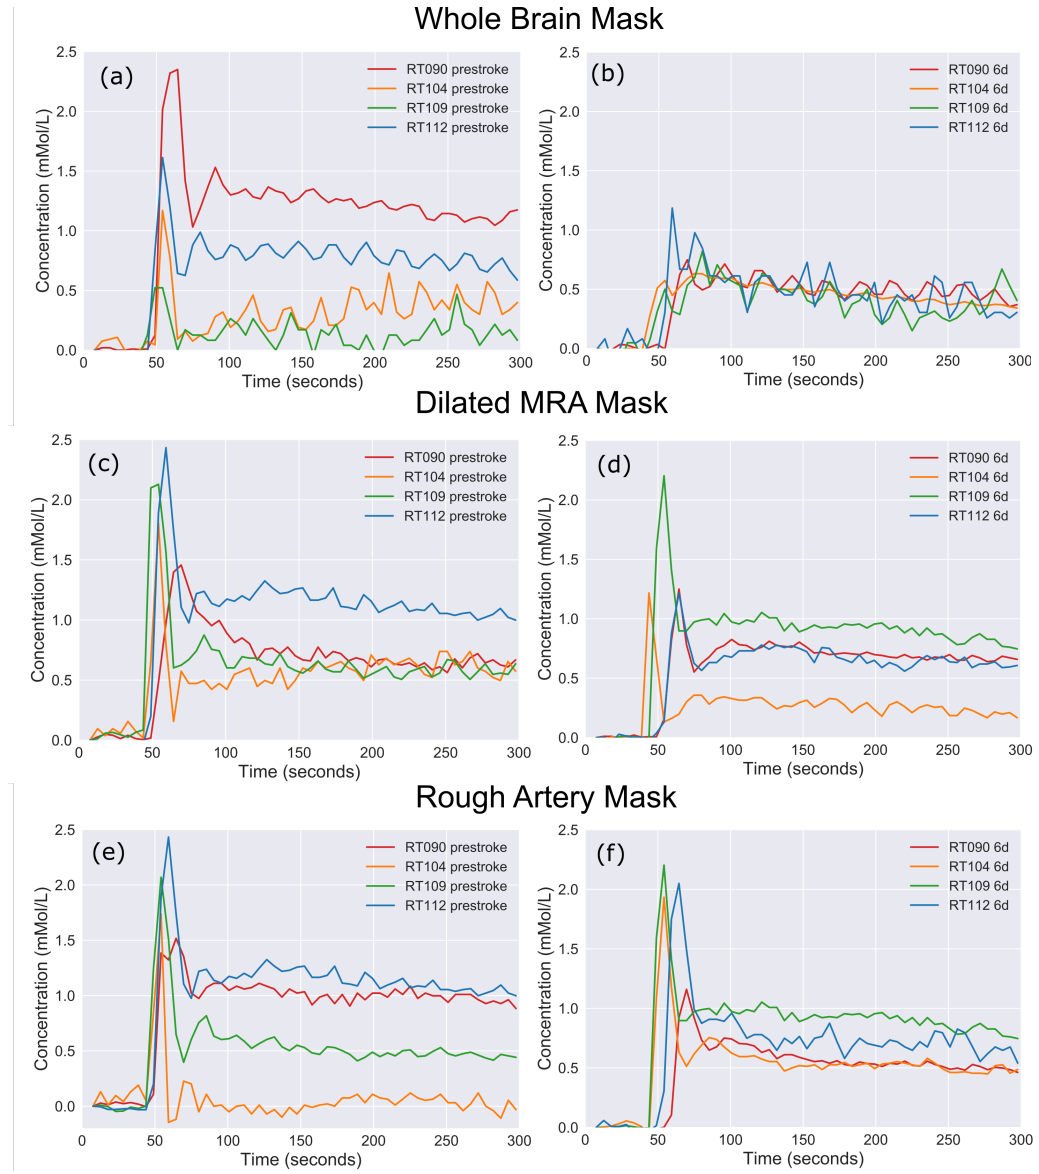 Whole Brain Mask
(a)
RT090 prestroke
RT104 prestroke
RT109 prestroke
RT112 prestroke
Concentration (mMol/L)
2.5
2.0
1.5
1.0
0.5
0.0
0 50 100 150 200 250 300
Time (seconds)
(b)
RT090 6d
RT104 6d
RT109 6d
RT112 6d
Concentration (mMol/L)
2.5
2.0
1.5
1.0
0.5
0.0
0 50 100 150 200 250 300
Time (seconds)
Dilated MRA Mask
(c)
RT090 prestroke
RT104 prestroke
RT109 prestroke
RT112 prestroke
Concentration (mMol/L)
2.5
2.0
1.5
1.0
0.5
0.0
0 50 100 150 200 250 300
Time (seconds)
(d)
RT090 6d
RT104 6d
RT109 6d
RT112 6d
Concentration (mMol/L)
2.5
2.0
1.5
1.0
0.5
0.0
0 50 100 150 200 250 300
Time (seconds)
Rough Artery Mask
(e)
RT090 prestroke
RT104 prestroke
RT109 prestroke
RT112 prestroke
Concentration (mMol/L)
2.5
2.0
1.5
1.0
0.5
0.0
0 50 100 150 200 250 300
Time (seconds)
(f)
RT090 6d
RT104 6d
RT109 6d
RT112 6d
Concentration (mMol/L)
2.5
2.0
1.5
1.0
0.5
0.0
0 50 100 150 200 250 300
Time (seconds)